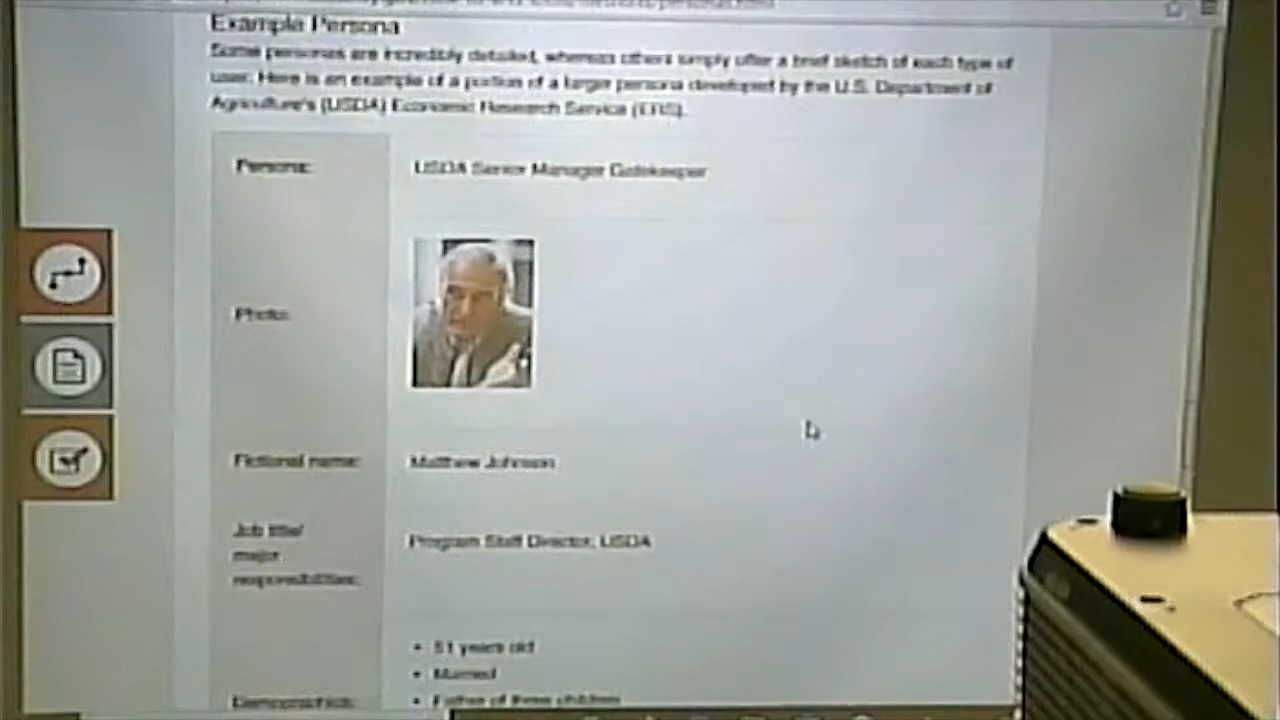 Example Persona
Some personas are incredibly detailed, whereas others simply offer a brief sketch of each type of
user. Here is an example of a portion of a larger persona developed by the U.S. Department of
Agriculture's (USDA) Economic Research Service (ERS).
Persona: USDA Senior Manager Gatekeeper
Photo:
Fictional name: Matthew Johnson
Job title/
major
responsibilities:
Program Staff Director, USDA
• 51 years old
• Married
Demographics: • Father of three children